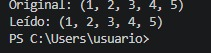 Original: (1, 2, 3, 4, 5)
Leído: (1, 2, 3, 4, 5)
PS C:\Users\usuario>